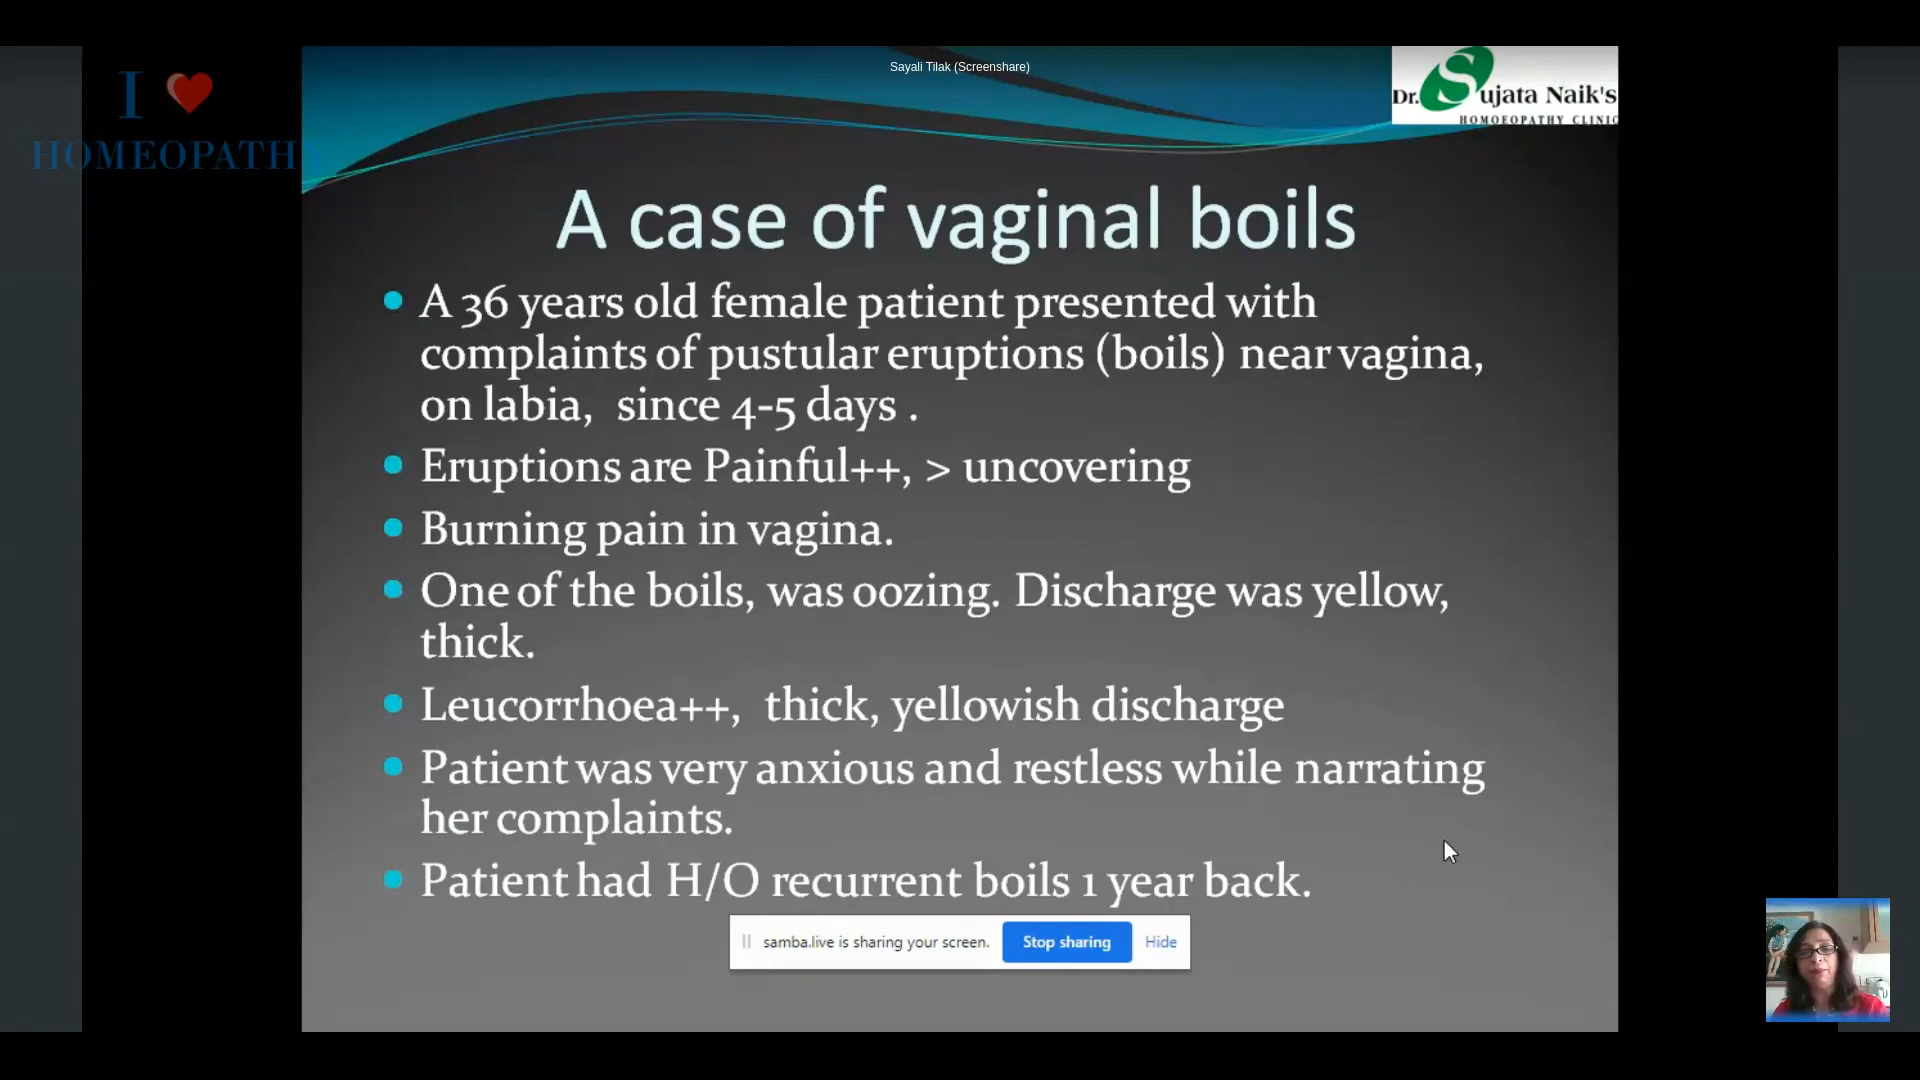 Sayali Tilak (Screenshare)
I
HOMEOPATHY
Dr. Sujata Naik's
HOMOEOPATHY CLINIC
A case of vaginal boils
A 36 years old female patient presented with
complaints of pustular eruptions (boils) near vagina,
on labia, since 4-5 days .
Eruptions are Painful++, > uncovering
Burning pain in vagina.
One of the boils, was oozing. Discharge was yellow,
thick.
Leucorrhoea++, thick, yellowish discharge
Patient was very anxious and restless while narrating
her complaints.
Patient had H/O recurrent boils 1 year back.
samba.live is sharing your screen. Stop sharing Hide